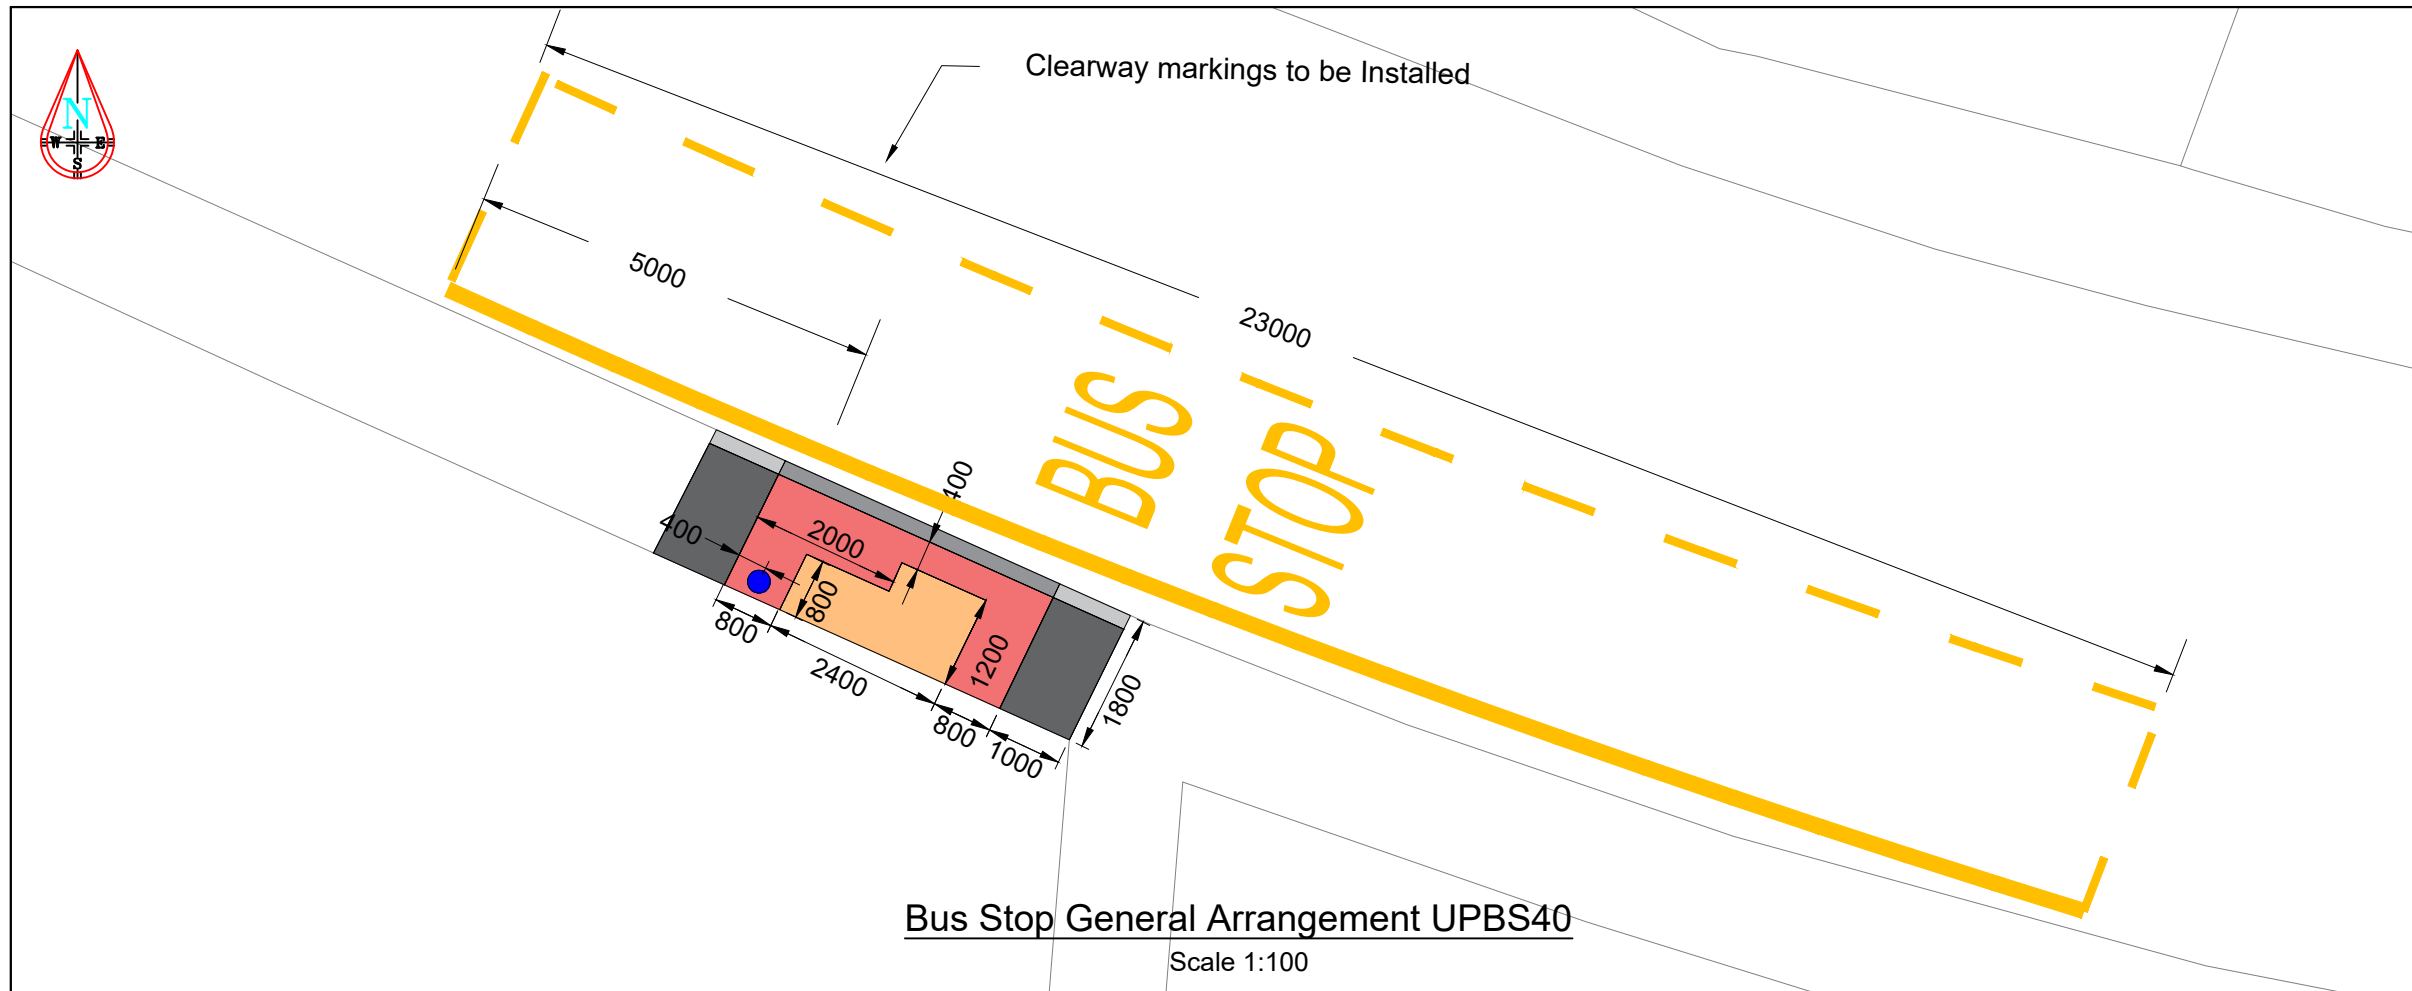 Clearway markings to be Installed
N
W
E
S
5000
23000
BUS
STOP
400
400
2000
800
800
2400
1200
800
1000
1800
Bus Stop General Arrangement UPBS40
Scale 1:100